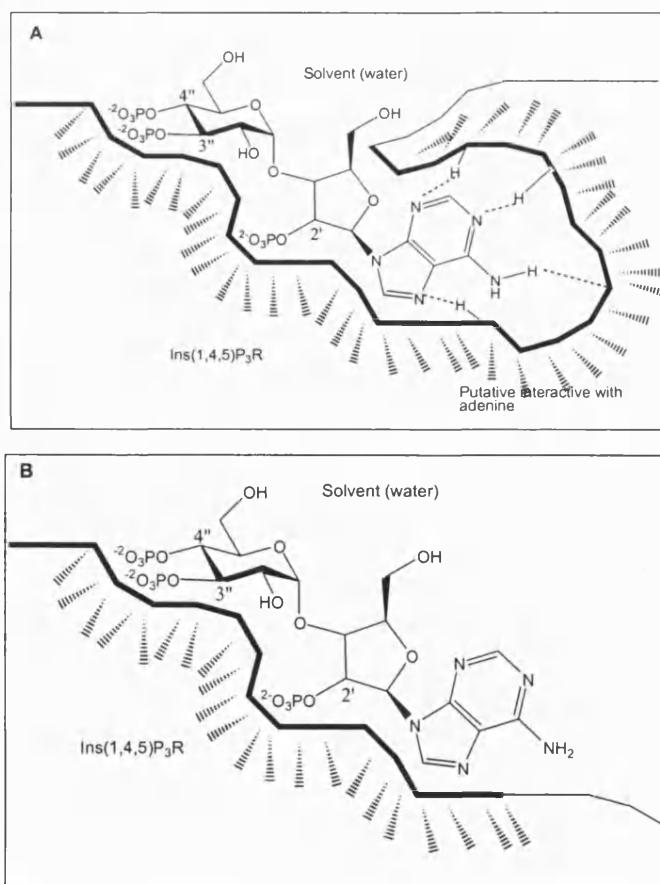 A
OH
Solvent (water)
4"
-2O3PO
OH
-2O3PO
3"
HO
O
O
O
H
H
N
N
2-O3PO
2'
N
N
N
H
H
H
Ins(1,4,5)P3R
Putative interactive with
adenine
B
OH
Solvent (water)
4"
-2O3PO
O
OH
-2O3PO
3"
HO
O
O
N
N
2-O3PO
2'
N
N
NH2
Ins(1,4,5)P3R